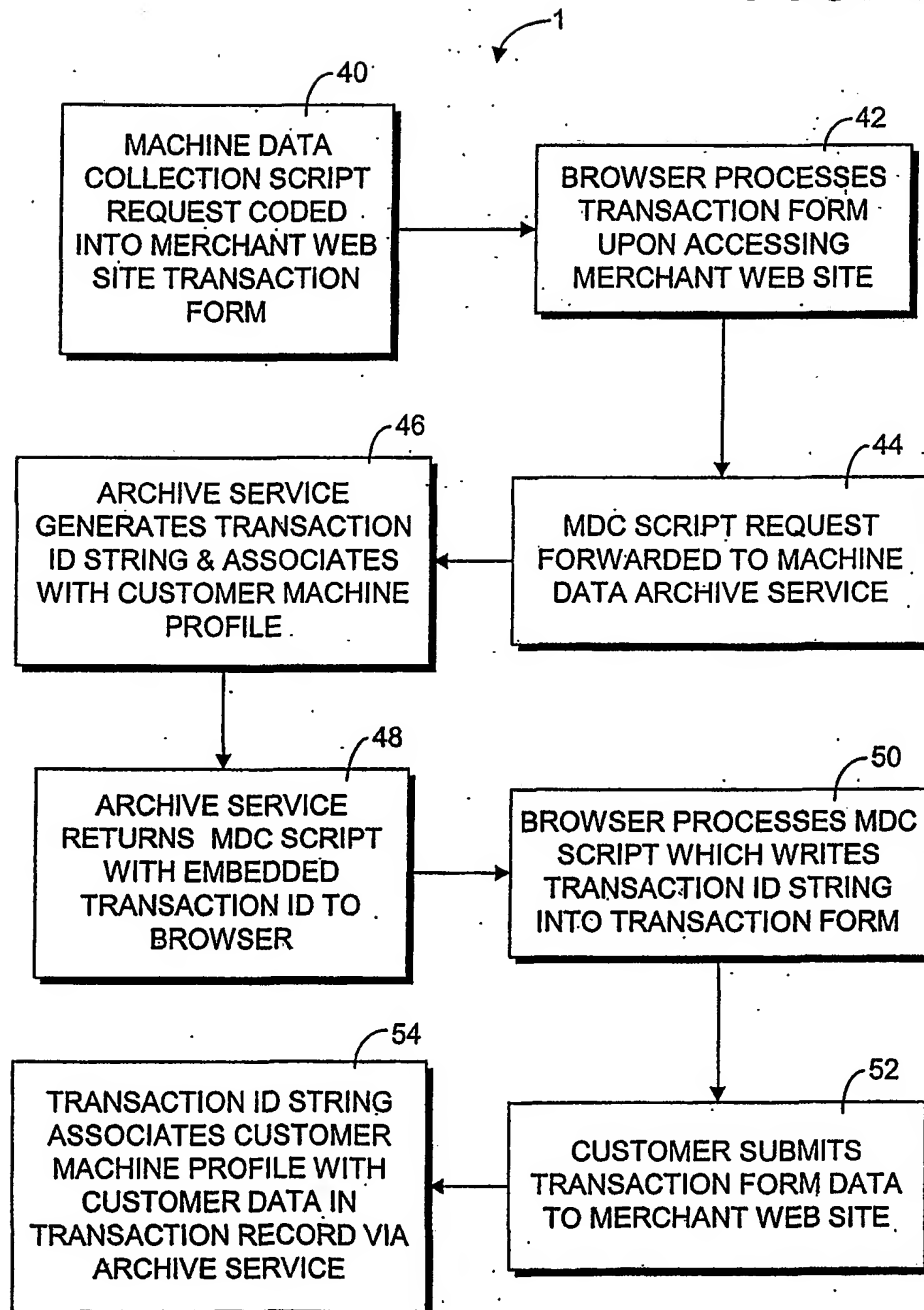 1
40
MACHINE DATA
COLLECTION SCRIPT
REQUEST CODED
INTO MERCHANT WEB
SITE TRANSACTION
FORM
42
BROWSER PROCESSES
TRANSACTION FORM
UPON ACCESSING
MERCHANT WEB SITE
44
MDC SCRIPT REQUEST
FORWARDED TO MACHINE
DATA ARCHIVE SERVICE
46
ARCHIVE SERVICE
GENERATES TRANSACTION
ID STRING & ASSOCIATES
WITH CUSTOMER MACHINE
PROFILE
48
ARCHIVE SERVICE
RETURNS MDC SCRIPT
WITH EMBEDDED
TRANSACTION ID TO
BROWSER
50
BROWSER PROCESSES MDC
SCRIPT WHICH WRITES
TRANSACTION ID STRING
INTO TRANSACTION FORM
52
CUSTOMER SUBMITS
TRANSACTION FORM DATA
TO MERCHANT WEB SITE
54
TRANSACTION ID STRING
ASSOCIATES CUSTOMER
MACHINE PROFILE WITH
CUSTOMER DATA IN
TRANSACTION RECORD VIA
ARCHIVE SERVICE